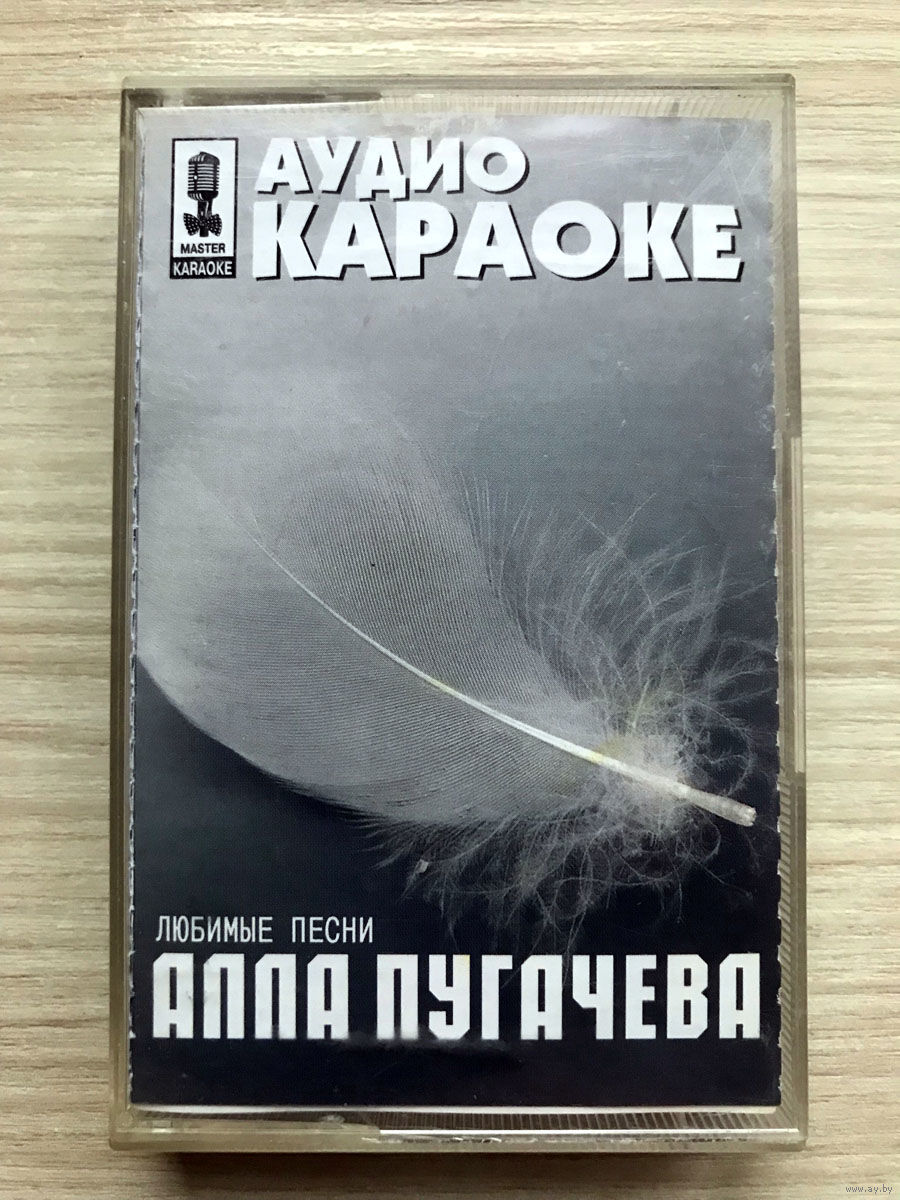 АУДИО
КАРАОКЕ
MASTER
KARAOKE
ЛЮБИМЫЕ ПЕСНИ
АЛЛА ПУГАЧЕВА
www.ay.by